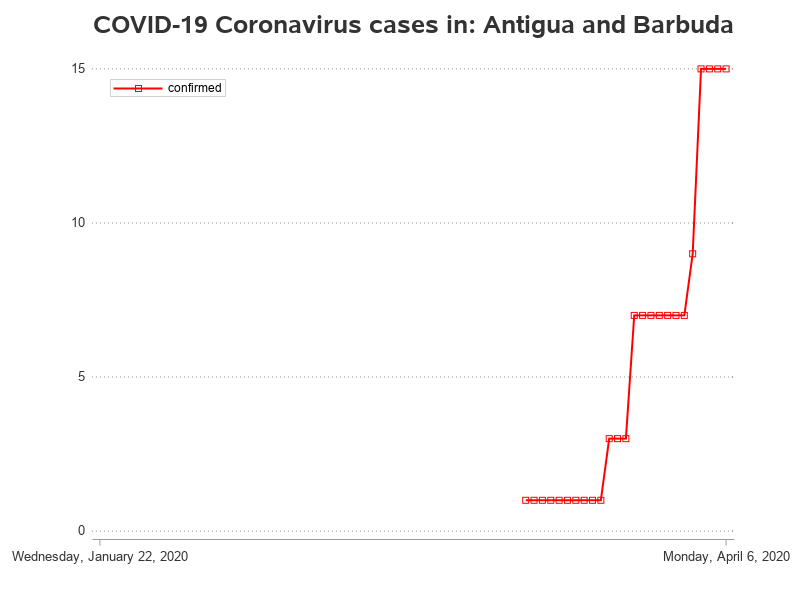 COVID-19 Coronavirus cases in: Antigua and Barbuda
15
confirmed
10
5
0
Wednesday, January 22, 2020 Monday, April 6, 2020